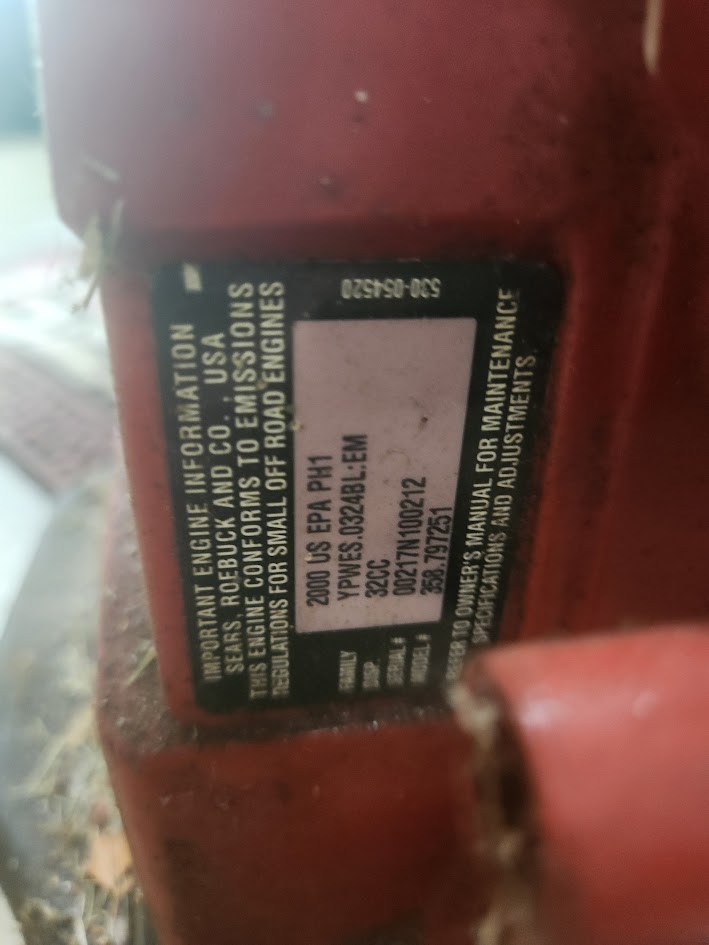 IMPORTANT ENGINE INFORMATION
SEARS, ROEBUCK AND CO., USA
THIS ENGINE CONFORMS TO EMISSIONS
REGULATIONS FOR SMALL OFF ROAD ENGINES
2000 US EPA PH1
FAMILY YPWES.0324BL:EM
DISP. 32CC
SERIAL# 00217N100212
MODEL# 358.797251
530-054520
REFER TO OWNER'S MANUAL FOR MAINTENANCE
SPECIFICATIONS AND ADJUSTMENTS.